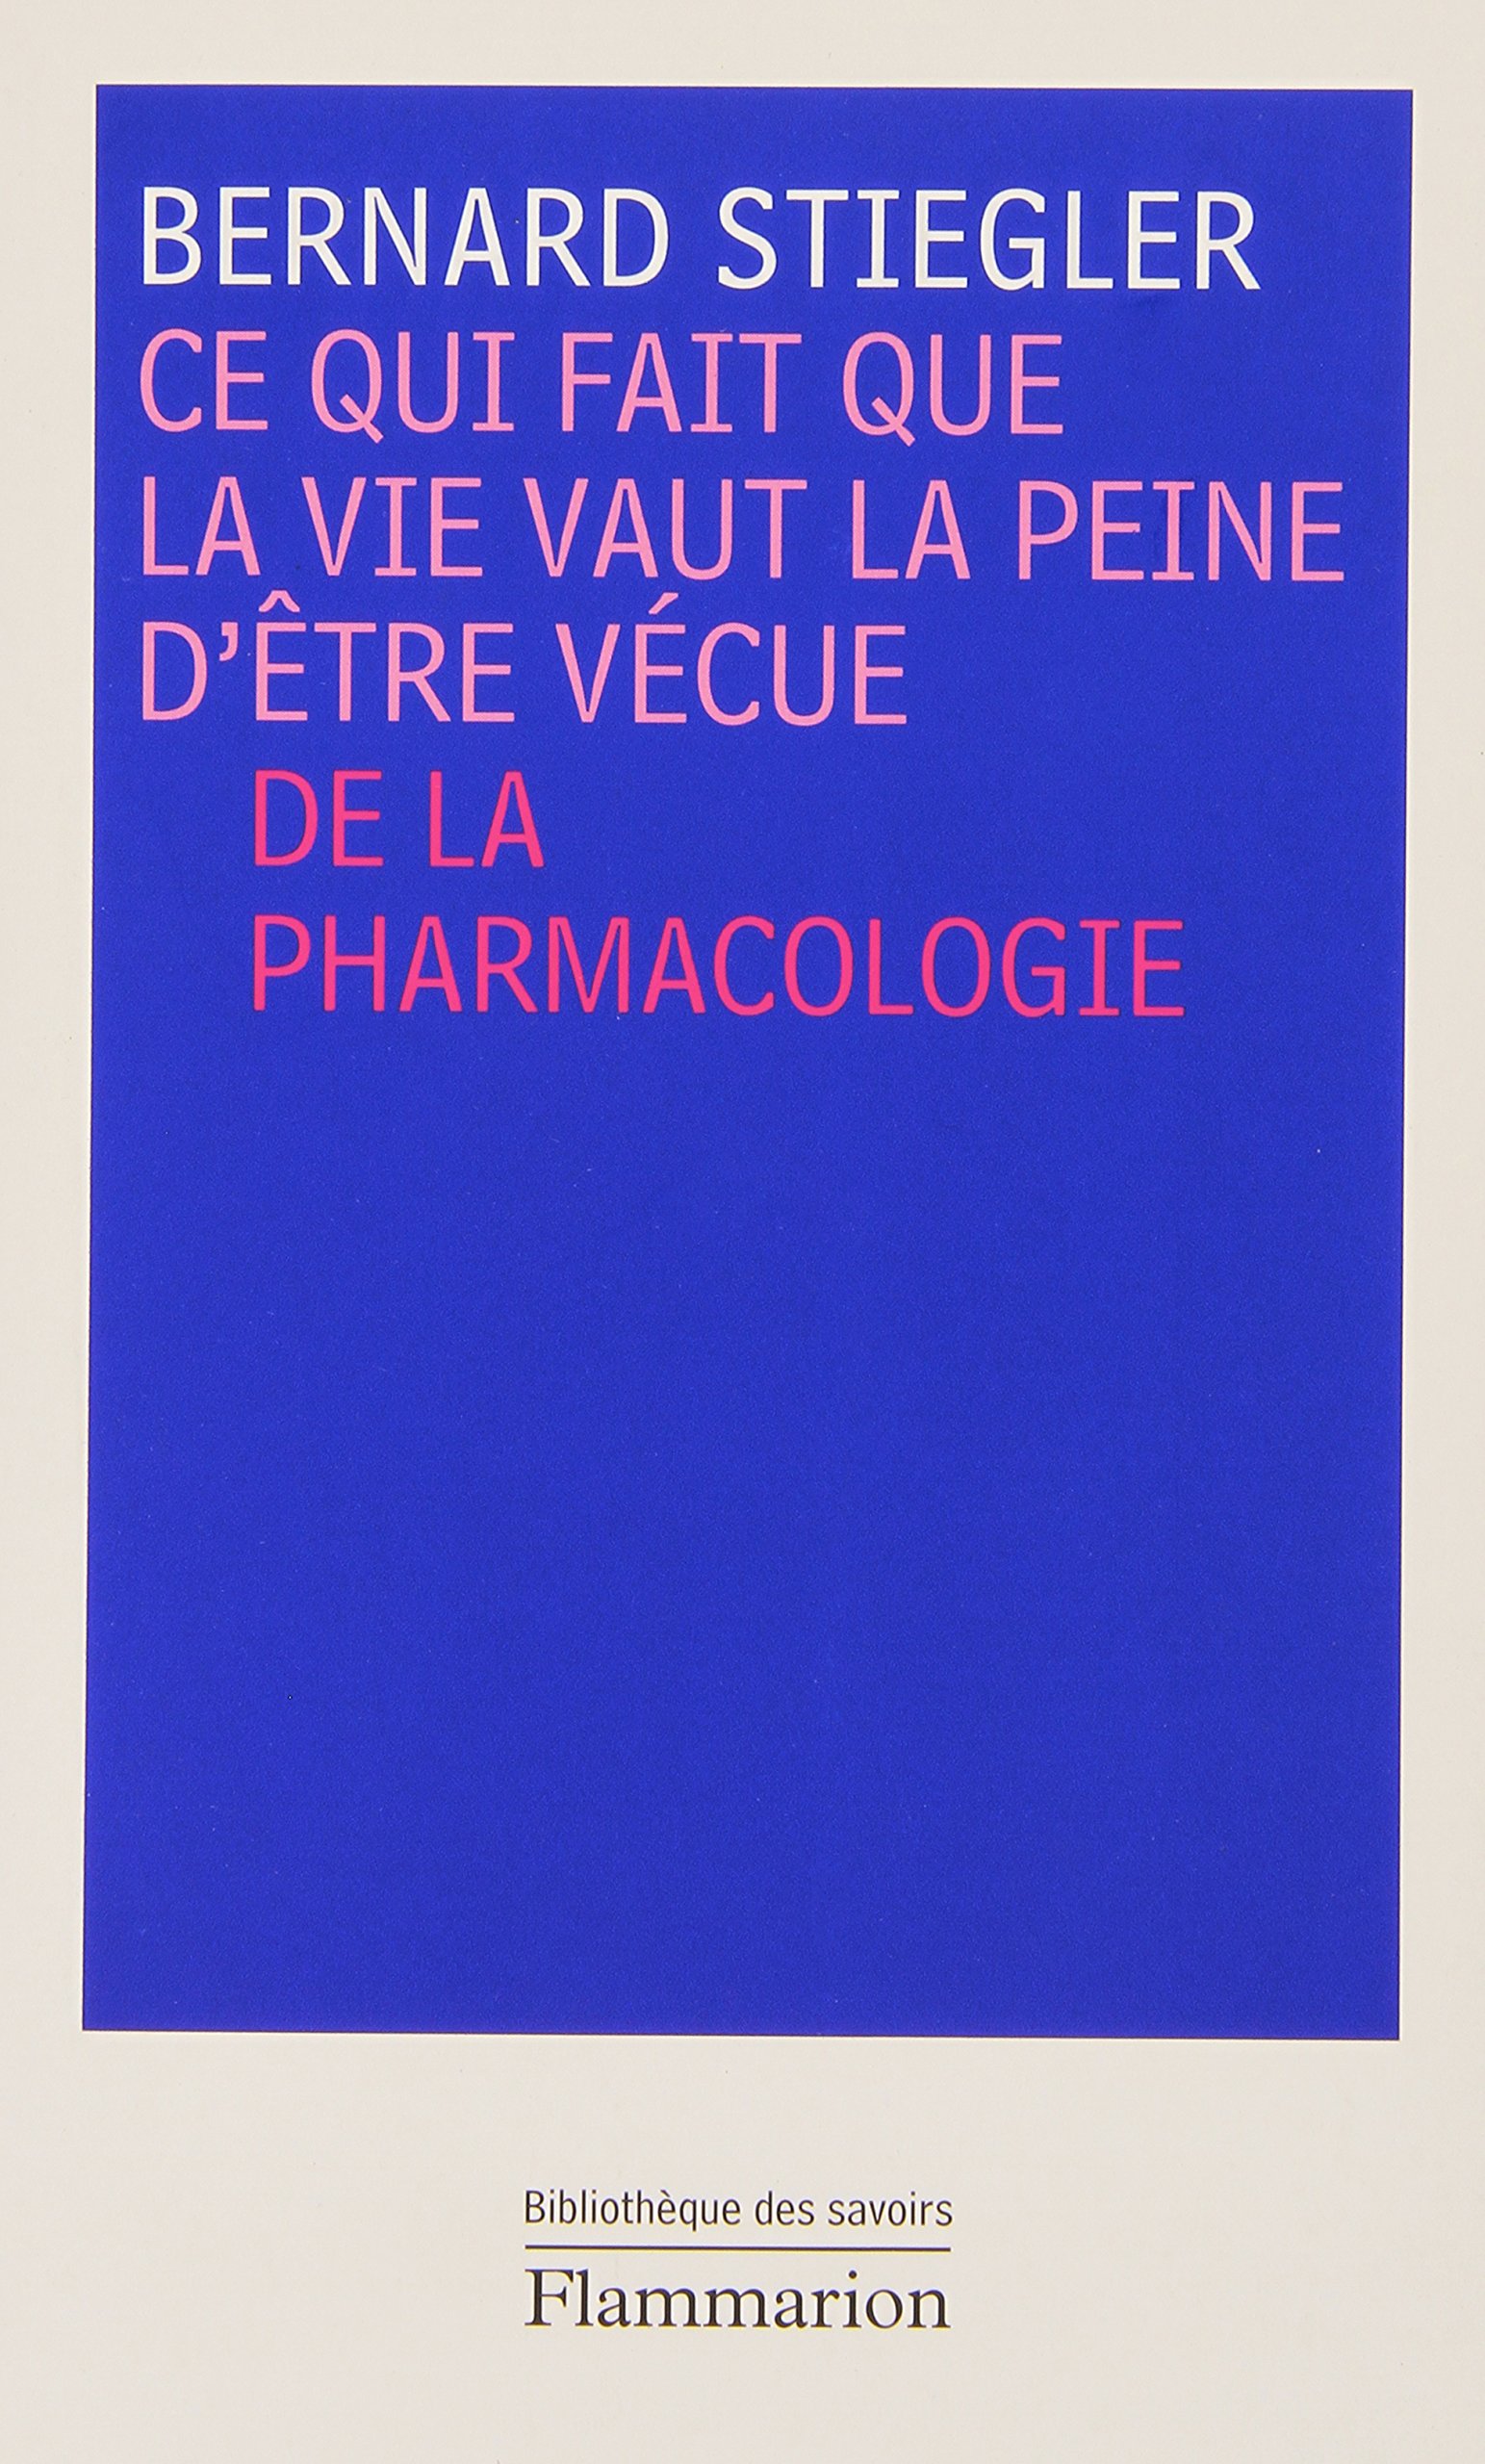 BERNARD STIEGLER
CE QUI FAIT QUE
LA VIE VAUT LA PEINE
D’ÊTRE VÉCUE
DE LA
PHARMACOLOGIE
Bibliothèque des savoirs
Flammarion